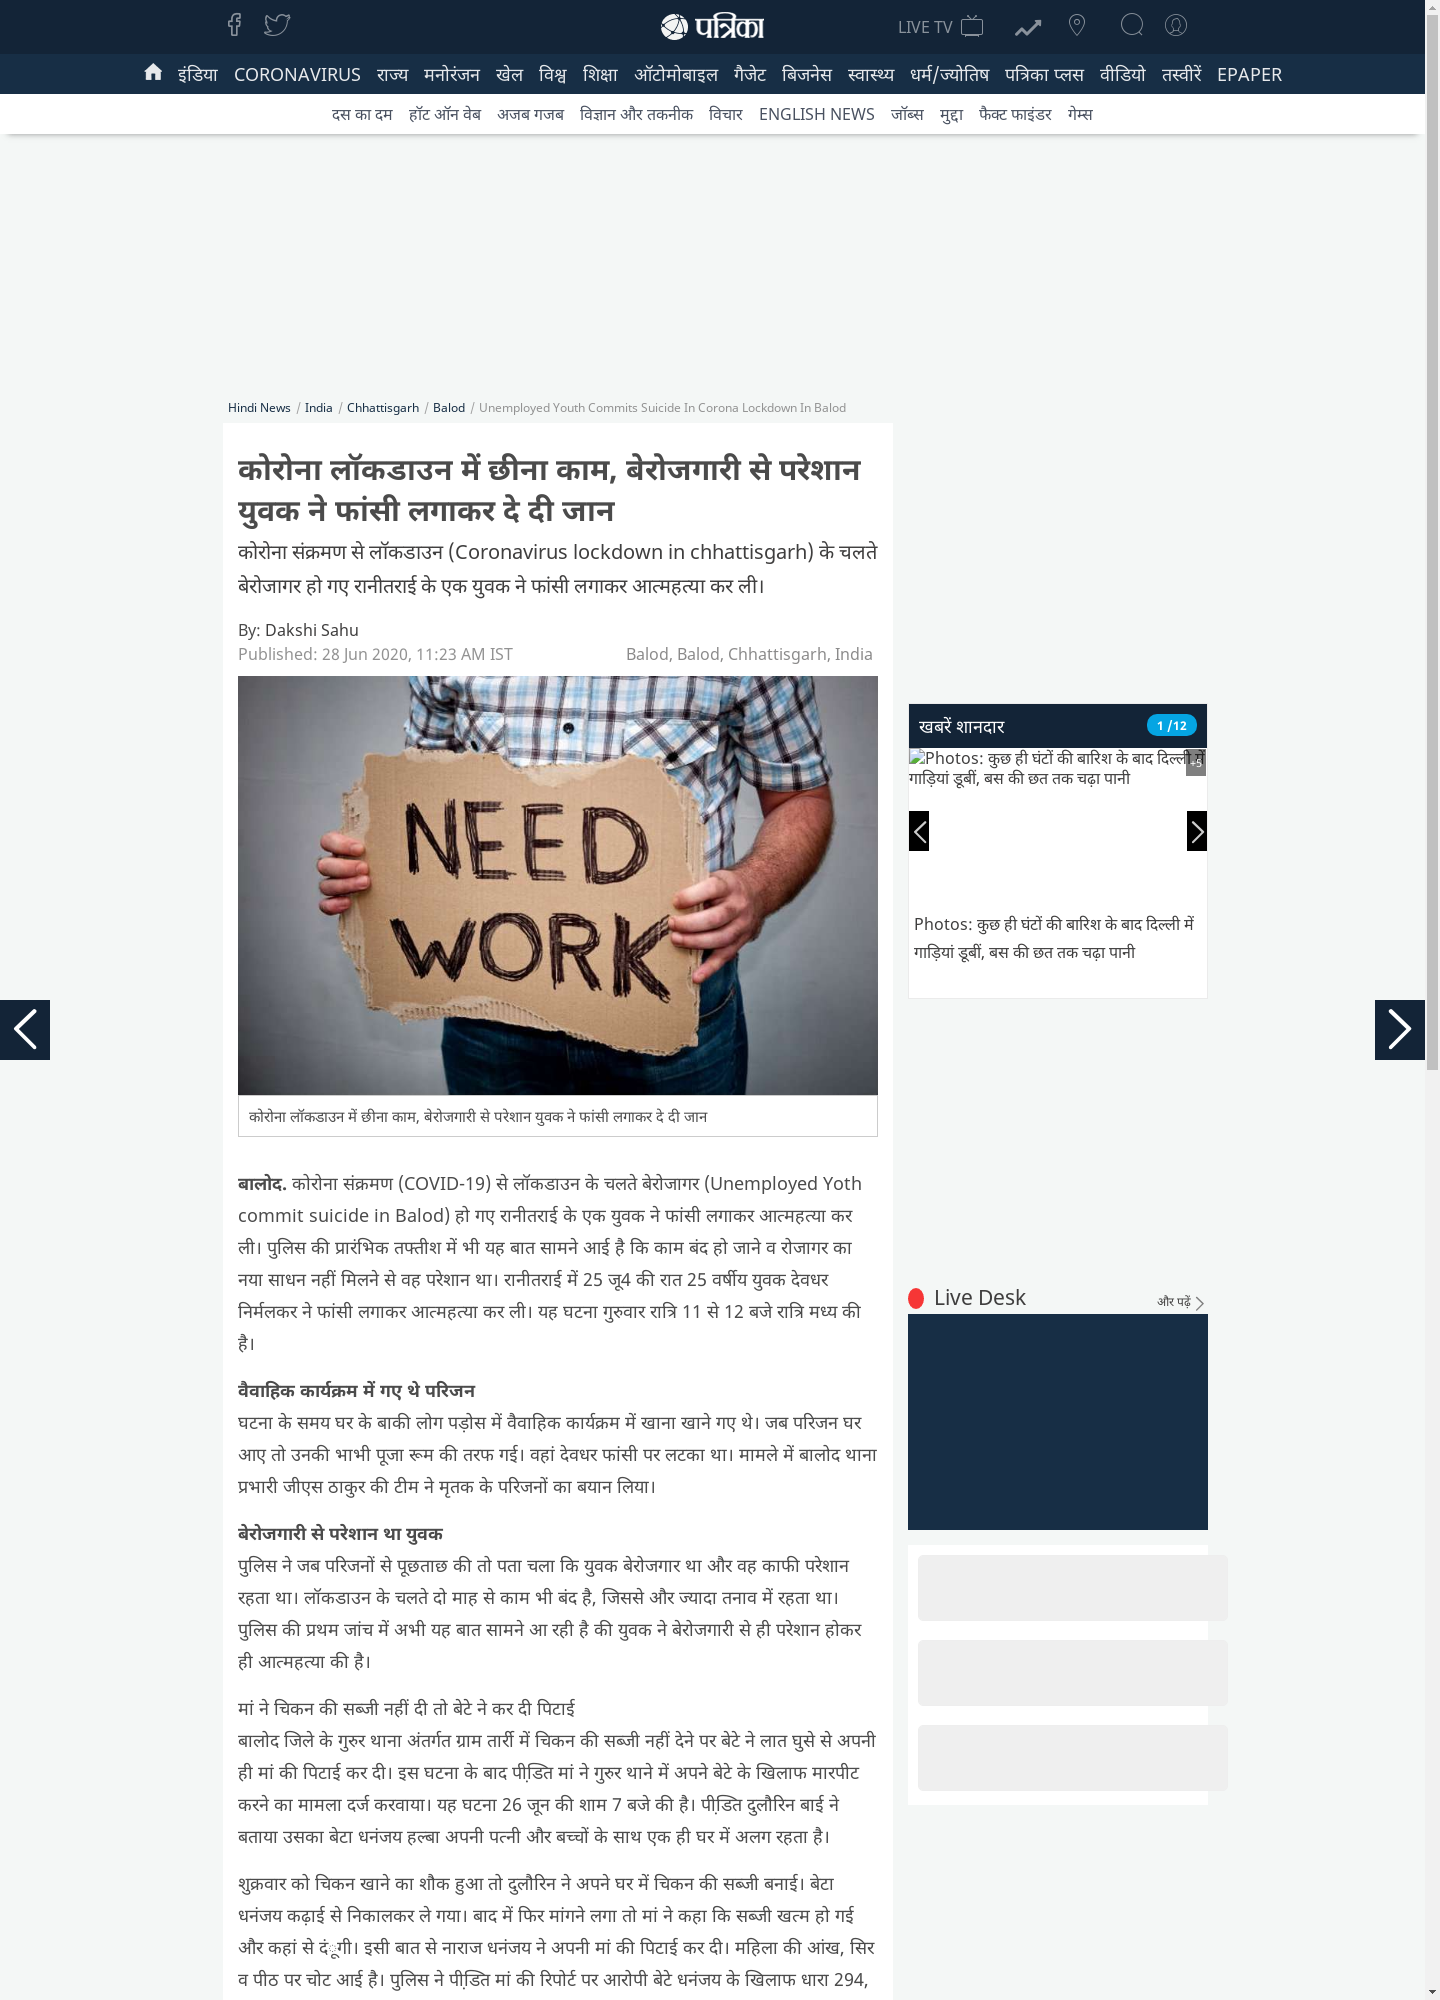 पत्रिका
LIVE TV
इंडिया CORONAVIRUS राज्य मनोरंजन खेल विश्व शिक्षा ऑटोमोबाइल गैजेट बिजनेस स्वास्थ्य धर्म/ज्योतिष पत्रिका प्लस वीडियो तस्वीरें EPAPER
दस का दम हॉट ऑन वेब अजब गजब विज्ञान और तकनीक विचार ENGLISH NEWS जॉब्स मुद्दा फैक्ट फाइंडर गेम्स
Hindi News / India / Chhattisgarh / Balod / Unemployed Youth Commits Suicide In Corona Lockdown In Balod
कोरोना लॉकडाउन में छीना काम, बेरोजगारी से परेशान
युवक ने फांसी लगाकर दे दी जान
कोरोना संक्रमण से लॉकडाउन (Coronavirus lockdown in chhattisgarh) के चलते
बेरोजागर हो गए रानीतराई के एक युवक ने फांसी लगाकर आत्महत्या कर ली।
By: Dakshi Sahu
Published: 28 Jun 2020, 11:23 AM IST
Balod, Balod, Chhattisgarh, India
NEED
WORK
कोरोना लॉकडाउन में छीना काम, बेरोजगारी से परेशान युवक ने फांसी लगाकर दे दी जान
बालोद. कोरोना संक्रमण (COVID-19) से लॉकडाउन के चलते बेरोजागर (Unemployed Yoth
commit suicide in Balod) हो गए रानीतराई के एक युवक ने फांसी लगाकर आत्महत्या कर
ली। पुलिस की प्रारंभिक तफ्तीश में भी यह बात सामने आई है कि काम बंद हो जाने व रोजागर का
नया साधन नहीं मिलने से वह परेशान था। रानीतराई में 25 जू4 की रात 25 वर्षीय युवक देवधर
निर्मलकर ने फांसी लगाकर आत्महत्या कर ली। यह घटना गुरुवार रात्रि 11 से 12 बजे रात्रि मध्य की
है।
वैवाहिक कार्यक्रम में गए थे परिजन
घटना के समय घर के बाकी लोग पड़ोस में वैवाहिक कार्यक्रम में खाना खाने गए थे। जब परिजन घर
आए तो उनकी भाभी पूजा रूम की तरफ गई। वहां देवधर फांसी पर लटका था। मामले में बालोद थाना
प्रभारी जीएस ठाकुर की टीम ने मृतक के परिजनों का बयान लिया।
बेरोजगारी से परेशान था युवक
पुलिस ने जब परिजनों से पूछताछ की तो पता चला कि युवक बेरोजगार था और वह काफी परेशान
रहता था। लॉकडाउन के चलते दो माह से काम भी बंद है, जिससे और ज्यादा तनाव में रहता था।
पुलिस की प्रथम जांच में अभी यह बात सामने आ रही है की युवक ने बेरोजगारी से ही परेशान होकर
ही आत्महत्या की है।
मां ने चिकन की सब्जी नहीं दी तो बेटे ने कर दी पिटाई
बालोद जिले के गुरुर थाना अंतर्गत ग्राम तार्री में चिकन की सब्जी नहीं देने पर बेटे ने लात घुसे से अपनी
ही मां की पिटाई कर दी। इस घटना के बाद पीडि़त मां ने गुरुर थाने में अपने बेटे के खिलाफ मारपीट
करने का मामला दर्ज करवाया। यह घटना 26 जून की शाम 7 बजे की है। पीडि़त दुलौरिन बाई ने
बताया उसका बेटा धनंजय हल्बा अपनी पत्नी और बच्चों के साथ एक ही घर में अलग रहता है।
शुक्रवार को चिकन खाने का शौक हुआ तो दुलौरिन ने अपने घर में चिकन की सब्जी बनाई। बेटा
धनंजय कढ़ाई से निकालकर ले गया। बाद में फिर मांगने लगा तो मां ने कहा कि सब्जी खत्म हो गई
और कहां से दंूगी। इसी बात से नाराज धनंजय ने अपनी मां की पिटाई कर दी। महिला की आंख, सिर
व पीठ पर चोट आई है। पुलिस ने पीडि़त मां की रिपोर्ट पर आरोपी बेटे धनंजय के खिलाफ धारा 294,
खबरें शानदार
1 /12
Photos: कुछ ही घंटों की बारिश के बाद दिल्ली में
गाड़ियां डूबीं, बस की छत तक चढ़ा पानी
+5
Photos: कुछ ही घंटों की बारिश के बाद दिल्ली में
गाड़ियां डूबीं, बस की छत तक चढ़ा पानी
Live Desk
और पढ़ें